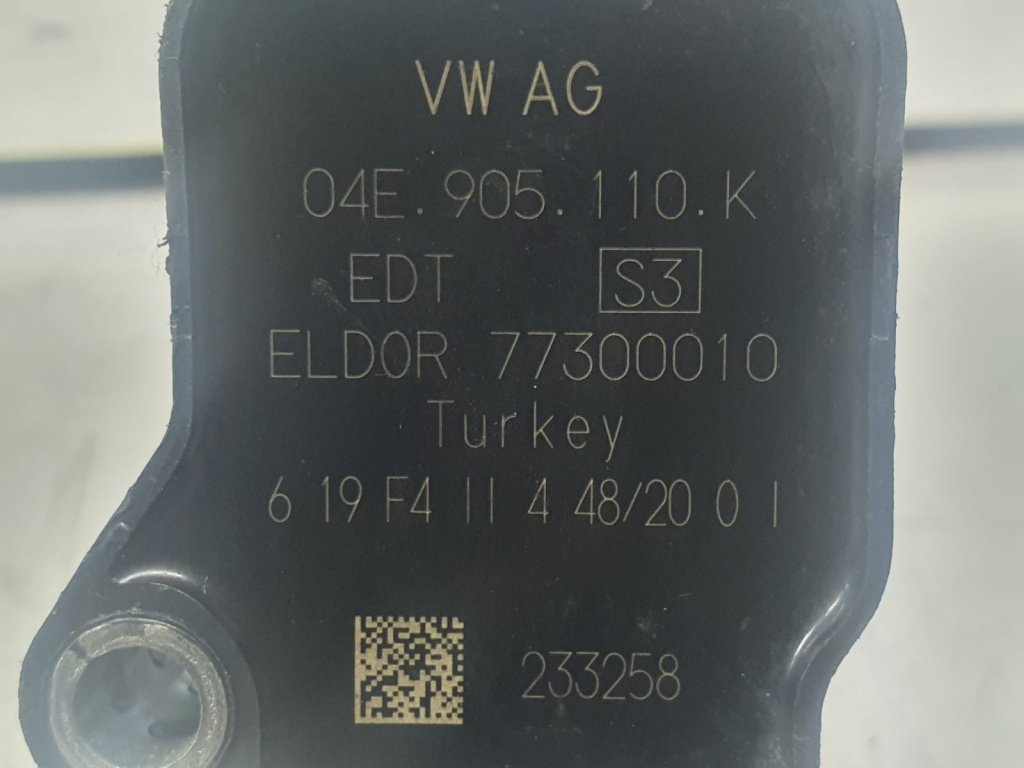 VW AG
04E.905.110.K
EDT S3
ELDOR 77300010
Turkey
6 19 F4 II 4 48/20 0 I
233258